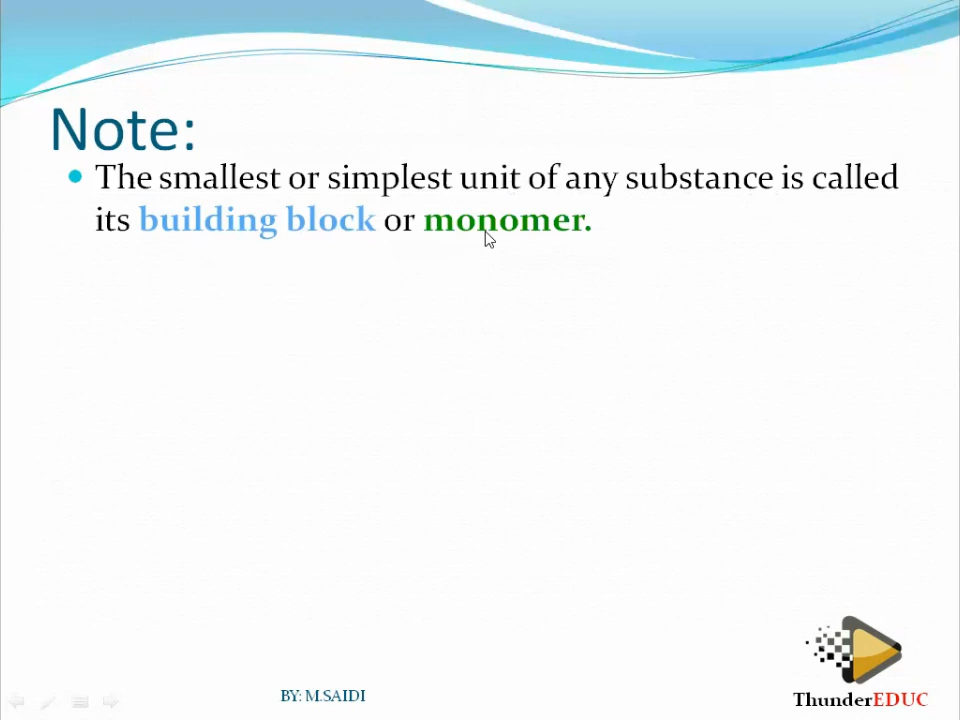 Note:
The smallest or simplest unit of any substance is called
its building block or monomer.
BY: M.SAIDI
ThunderEDUC